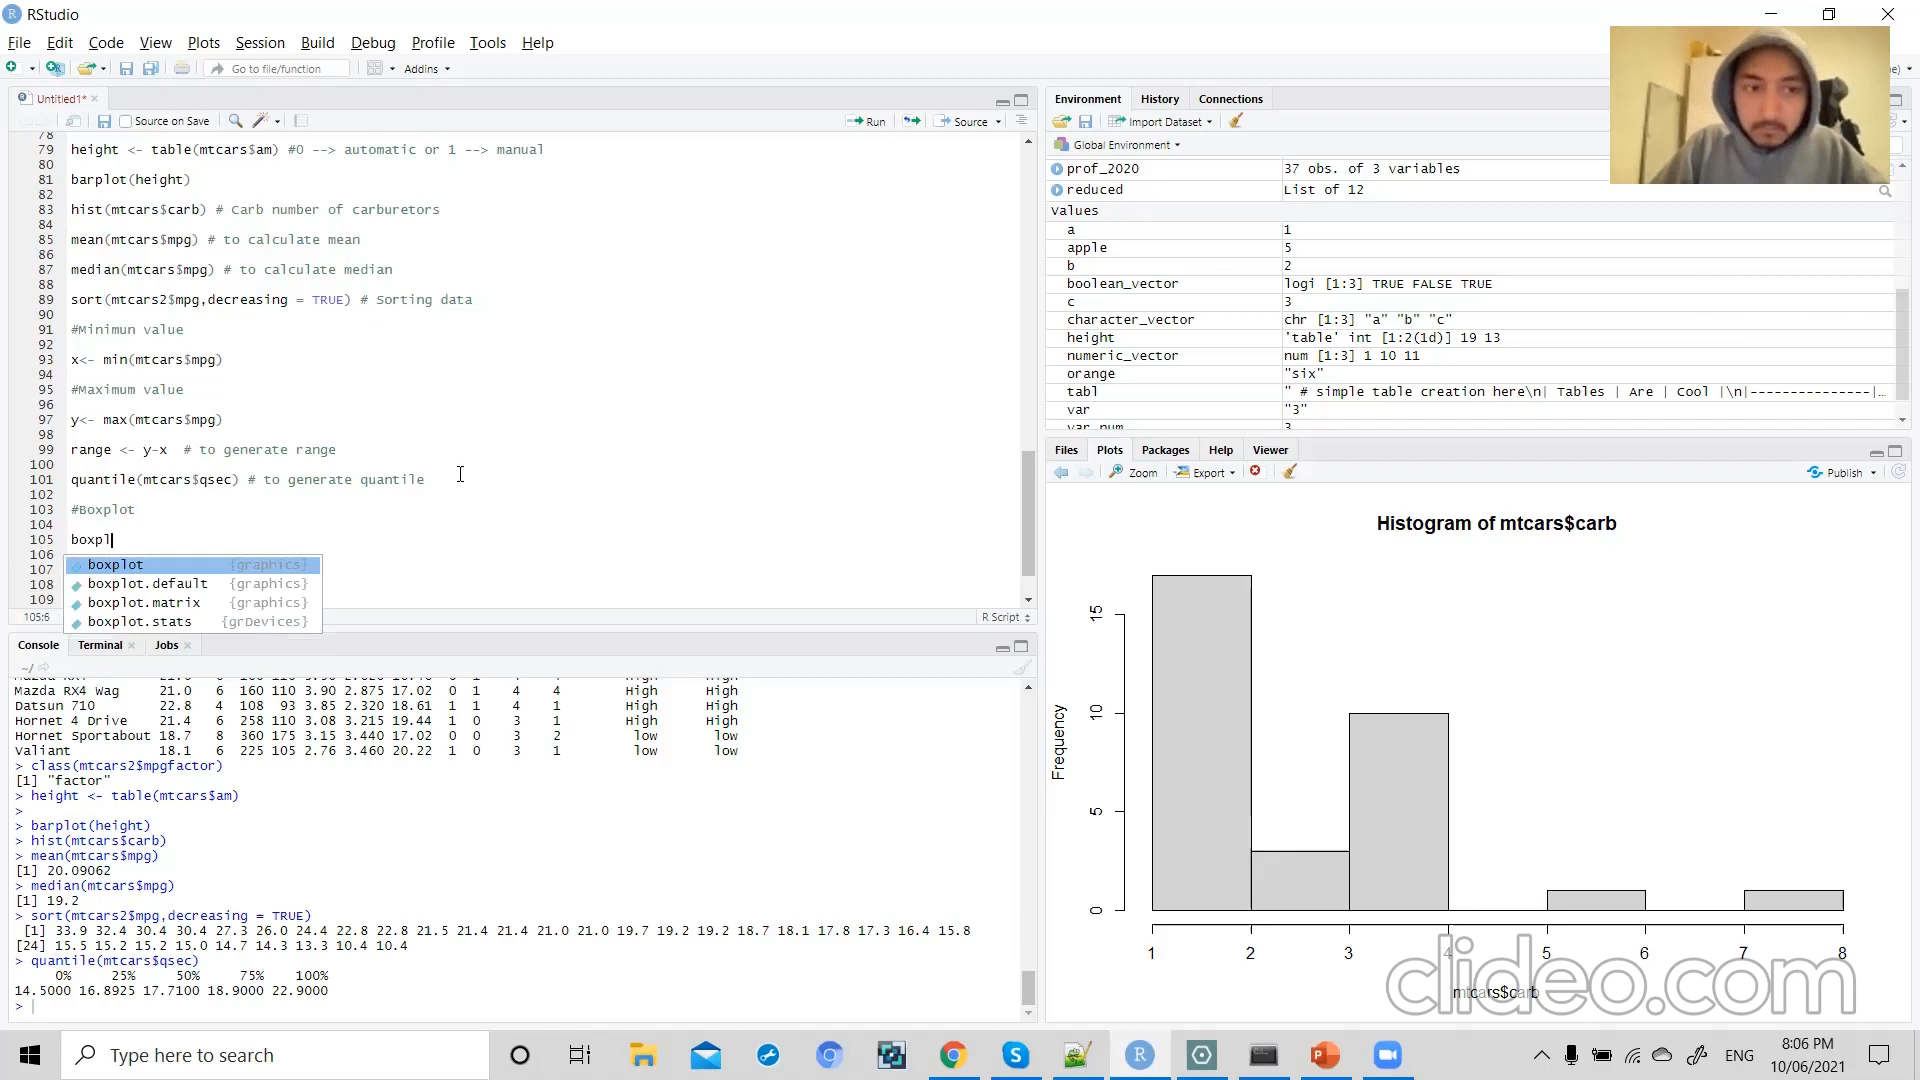 RStudio
File Edit Code View Plots Session Build Debug Profile Tools Help
Go to file/function Addins
Untitled1*
Source on Save Run Source
78
79 height <- table(mtcars$am) #0 --> automatic or 1 --> manual
80
81 barplot(height)
82
83 hist(mtcars$carb) # Carb number of carburetors
84
85 mean(mtcars$mpg) # to calculate mean
86
87 median(mtcars$mpg) # to calculate median
88
89 sort(mtcars2$mpg,decreasing = TRUE) # Sorting data
90
91 #Minimun value
92
93 x<- min(mtcars$mpg)
94
95 #Maximum value
96
97 y<- max(mtcars$mpg)
98
99 range <- y-x # to generate range
100
101 quantile(mtcars$qsec) # to generate quantile
102
103 #Boxplot
104
105 boxpl
106
107
108
109
boxplot {graphics}
boxplot.default {graphics}
boxplot.matrix {graphics}
boxplot.stats {grDevices}
105:6 R Script
Console Terminal Jobs
~/
Mazda RX4 Wag 21.0 6 160 110 3.90 2.875 17.02 0 1 4 4 High High
Datsun 710 22.8 4 108 93 3.85 2.320 18.61 1 1 4 1 High High
Hornet 4 Drive 21.4 6 258 110 3.08 3.215 19.44 1 0 3 1 High High
Hornet Sportabout 18.7 8 360 175 3.15 3.440 17.02 0 0 3 2 low low
Valiant 18.1 6 225 105 2.76 3.460 20.22 1 0 3 1 low low
> class(mtcars2$mpgfactor)
[1] "factor"
> height <- table(mtcars$am)
>
> barplot(height)
> hist(mtcars$carb)
> mean(mtcars$mpg)
[1] 20.09062
> median(mtcars$mpg)
[1] 19.2
> sort(mtcars2$mpg,decreasing = TRUE)
[1] 33.9 32.4 30.4 30.4 27.3 26.0 24.4 22.8 22.8 21.5 21.4 21.4 21.0 21.0 19.7 19.2 19.2 18.7 18.1 17.8 17.3 16.4 15.8
[24] 15.5 15.2 15.2 15.0 14.7 14.3 13.3 10.4 10.4
> quantile(mtcars$qsec)
0% 25% 50% 75% 100%
14.5000 16.8925 17.7100 18.9000 22.9000
>
Environment History Connections
Import Dataset
Global Environment
prof_2020 37 obs. of 3 variables
reduced List of 12
Values
a 1
apple 5
b 2
boolean_vector logi [1:3] TRUE FALSE TRUE
c 3
character_vector chr [1:3] "a" "b" "c"
height 'table' int [1:2(1d)] 19 13
numeric_vector num [1:3] 1 10 11
orange "six"
tabl " # simple table creation here\n| Tables | Are | Cool |\n|---------------|…
var "3"
var_num 3
Files Plots Packages Help Viewer
Zoom Export Publish
Histogram of mtcars$carb
Frequency
15
10
5
0
1 2 3 4 5 6 7 8
mtcars$carb
clideo.com
Type here to search
ENG
8:06 PM
10/06/2021